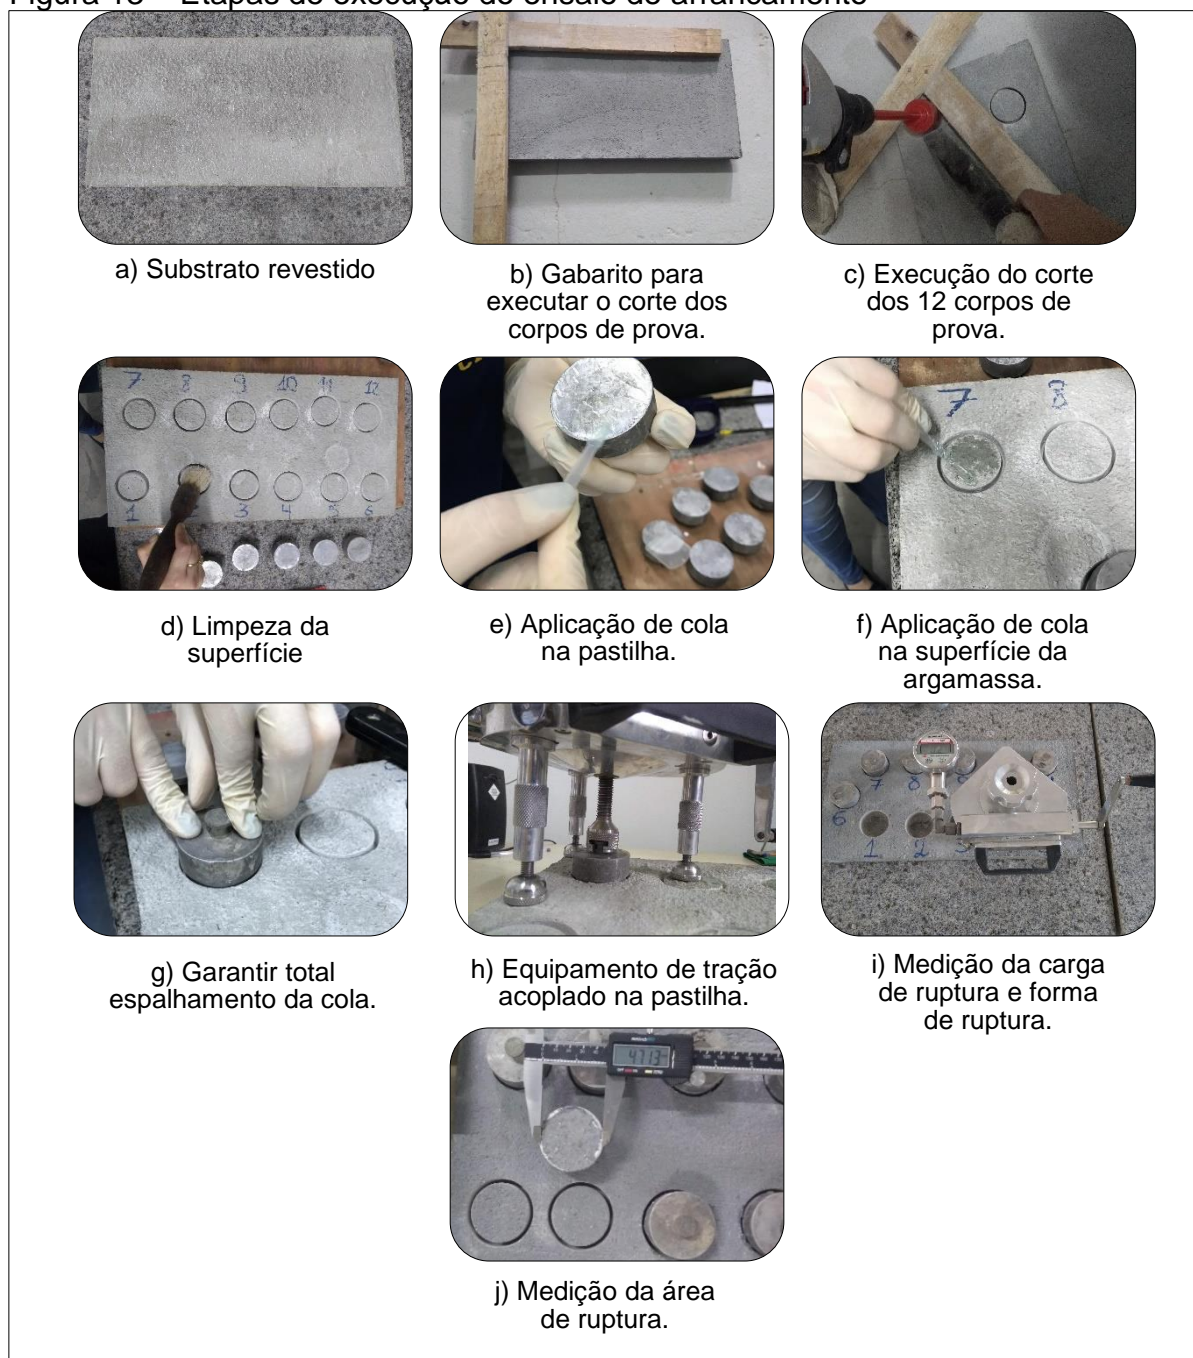 Figura – Etapas de execução do ensaio de arrancamento
a) Substrato revestido
b) Gabarito para
executar o corte dos
corpos de prova.
c) Execução do corte
dos 12 corpos de
prova.
7 8 9 10 11 12
1 3 4 5 6
7 8
d) Limpeza da
superfície
e) Aplicação de cola
na pastilha.
f) Aplicação de cola
na superfície da
argamassa.
7 8
6
1 2 3
g) Garantir total
espalhamento da cola.
h) Equipamento de tração
acoplado na pastilha.
i) Medição da carga
de ruptura e forma
de ruptura.
47.13
j) Medição da área
de ruptura.